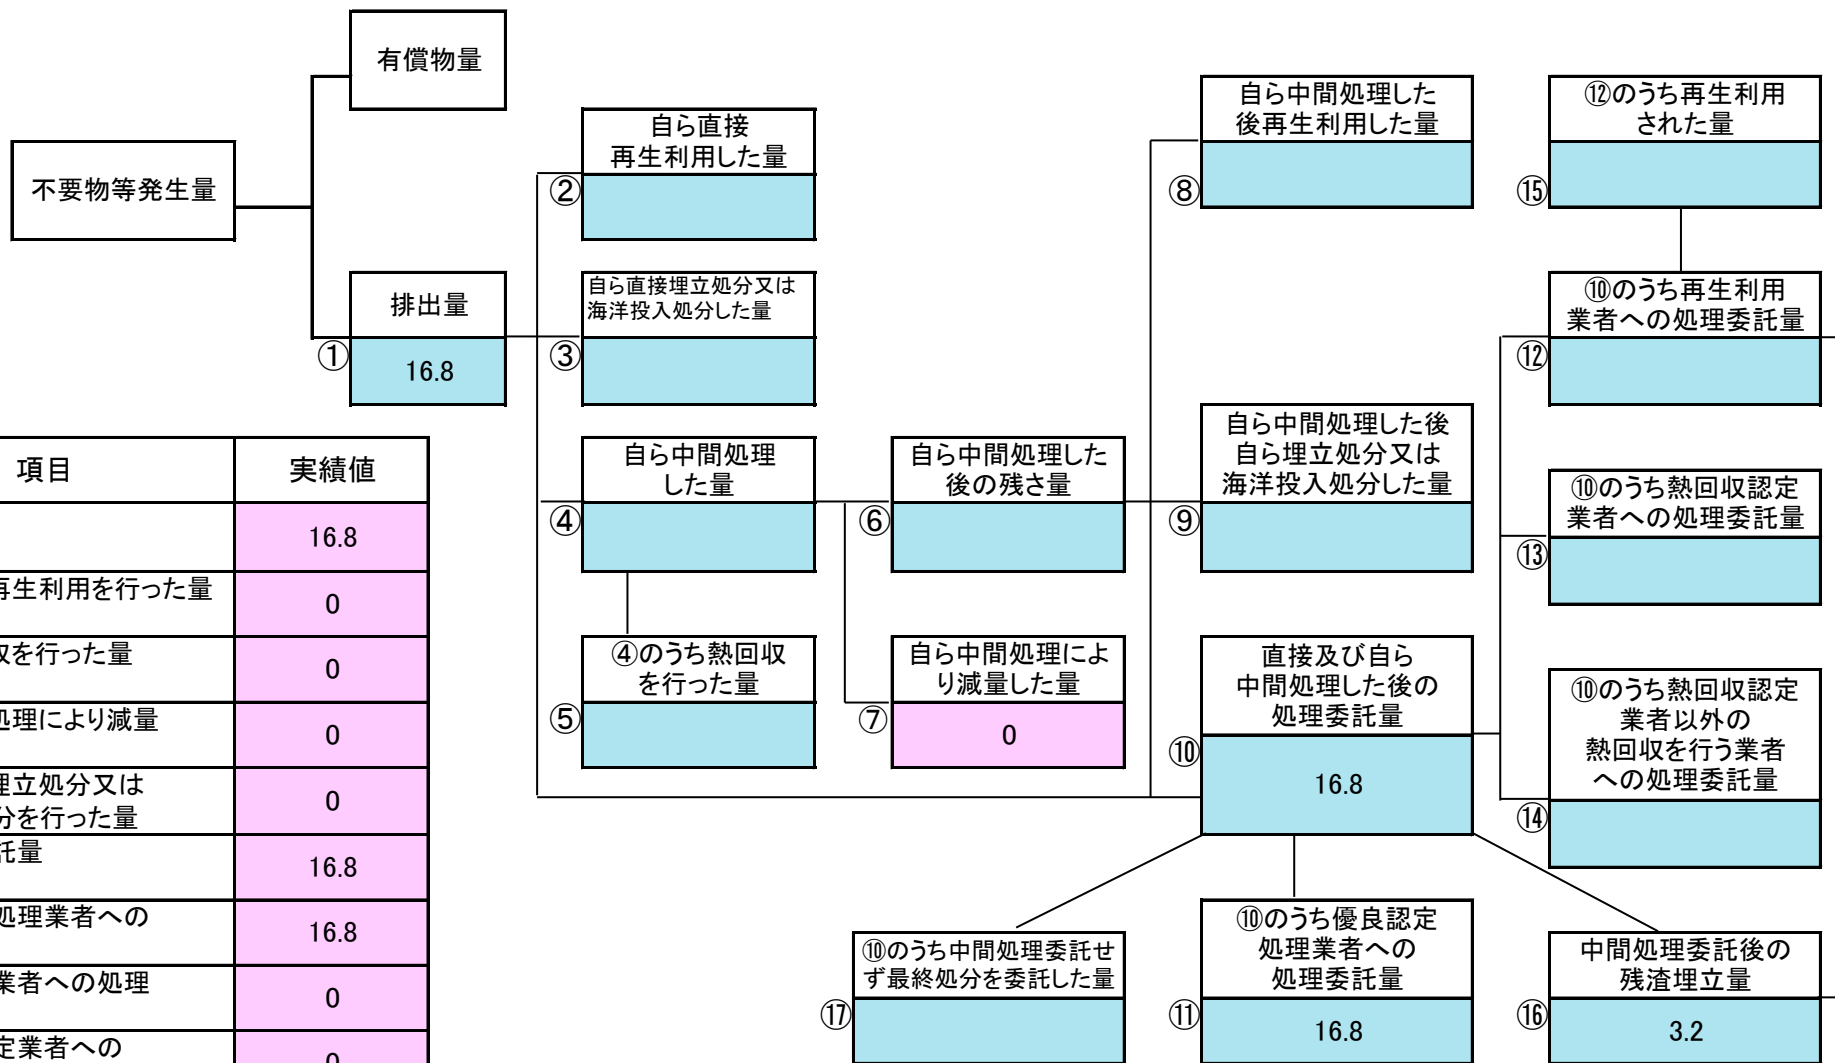 有償物量
不要物等発生量
排出量
①
16.8
自ら直接
再生利用した量
②
自ら直接埋立処分又は
海洋投入処分した量
③
自ら中間処理
した量
④
④のうち熱回収
を行った量
⑤
自ら中間処理した
後の残さ量
⑥
自ら中間処理によ
り減量した量
⑦
0
自ら中間処理した
後再生利用した量
⑧
自ら中間処理した後
自ら埋立処分又は
海洋投入処分した量
⑨
直接及び自ら
中間処理した後の
処理委託量
⑩
16.8
⑫のうち再生利用
された量
⑮
⑩のうち再生利用
業者への処理委託量
⑫
⑩のうち熱回収認定
業者への処理委託量
⑬
⑩のうち熱回収認定
業者以外の
熱回収を行う業者
への処理委託量
⑭
⑩のうち中間処理委託せ
ず最終処分を委託した量
⑰
⑩のうち優良認定
処理業者への
処理委託量
⑪
16.8
中間処理委託後の
残渣埋立量
⑯
3.2
項目 実績値
16.8
再生利用を行った量 0
を行った量 0
処理により減量 0
埋立処分又は
分を行った量
0
託量 16.8
処理業者への 16.8
業者への処理 0
定業者への 0